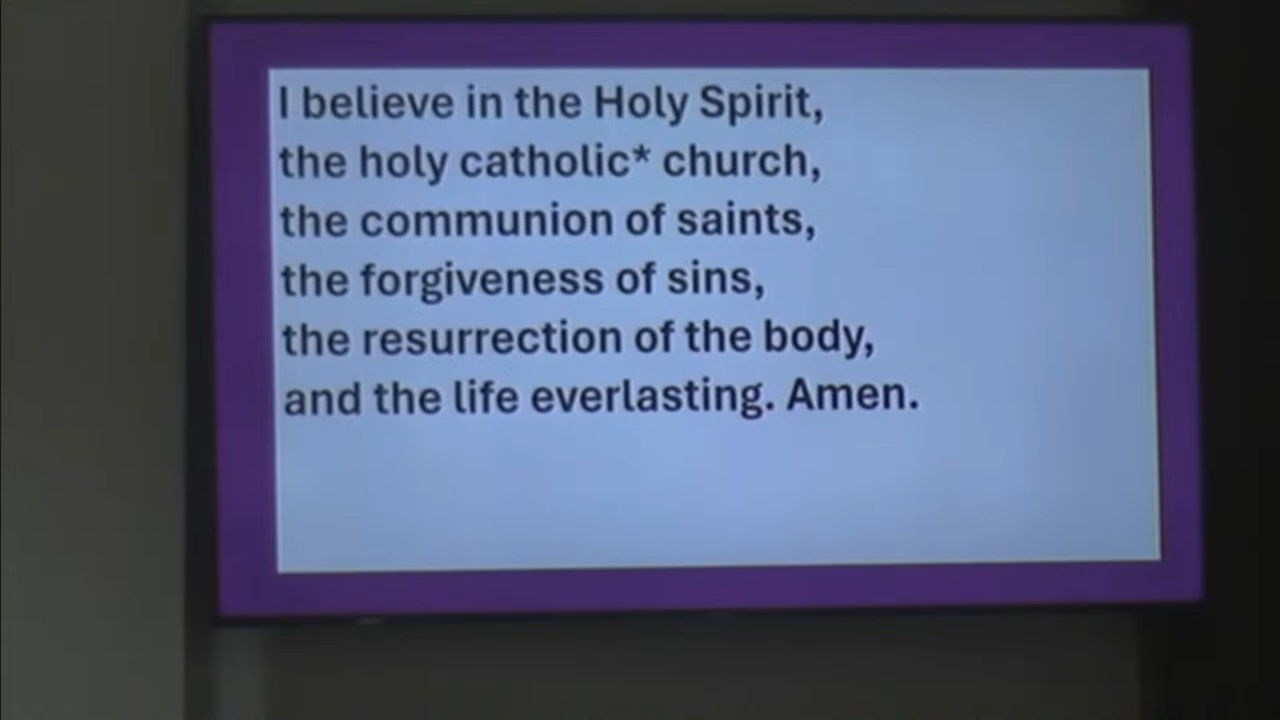 I believe in the Holy Spirit,
the holy catholic* church,
the communion of saints,
the forgiveness of sins,
the resurrection of the body,
and the life everlasting. Amen.